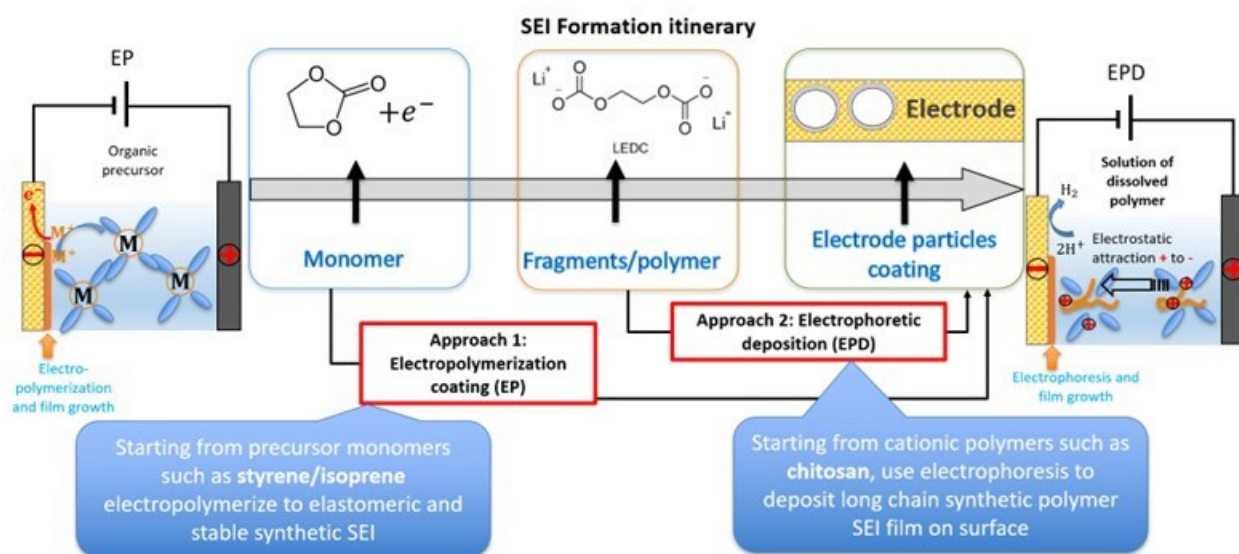 SEI Formation itinerary
EP
Organic
precursor
e⁻
M⁺
M⁺
M
M
M
Electro-
polymerization
and film growth
O
O
O
+e⁻
Monomer
Li⁺
O⁻
O
O
O
O
O⁻
Li⁺
LEDC
Fragments/polymer
Electrode
Electrode particles
coating
Approach 1:
Electropolymerization
coating (EP)
Approach 2: Electrophoretic
deposition (EPD)
EPD
Solution of
dissolved
polymer
H₂
2H⁺
Electrostatic
attraction + to -
Electrophoresis and
film growth
Starting from precursor monomers
such as styrene/isoprene
electropolymerize to elastomeric and
stable synthetic SEI
Starting from cationic polymers such as
chitosan, use electrophoresis to
deposit long chain synthetic polymer
SEI film on surface